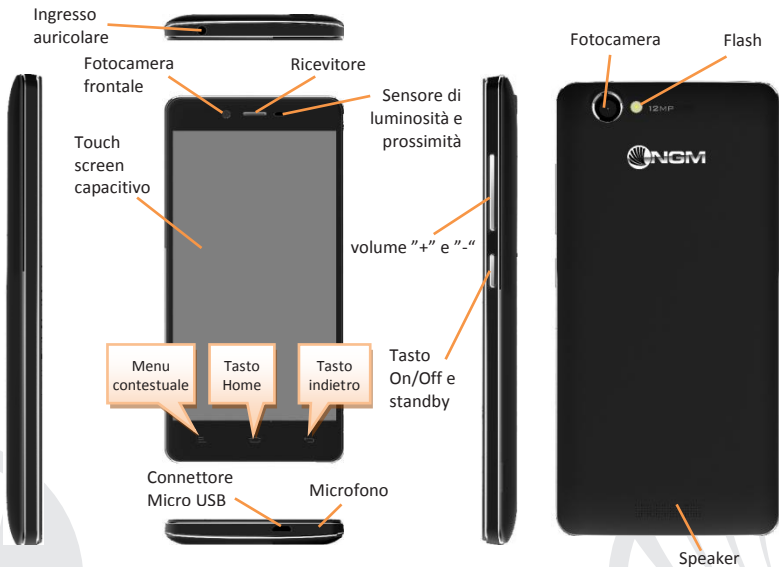 Ingresso
auricolare
Fotocamera
frontale
Ricevitore
Sensore di
luminosità e
prossimità
Touch
screen
capacitivo
volume ”+” e ”-“
Tasto
On/Off e
standby
Menu
contestuale
Tasto
Home
Tasto
indietro
Connettore
Micro USB
Microfono
Fotocamera
Flash
12MP
NGM
Speaker